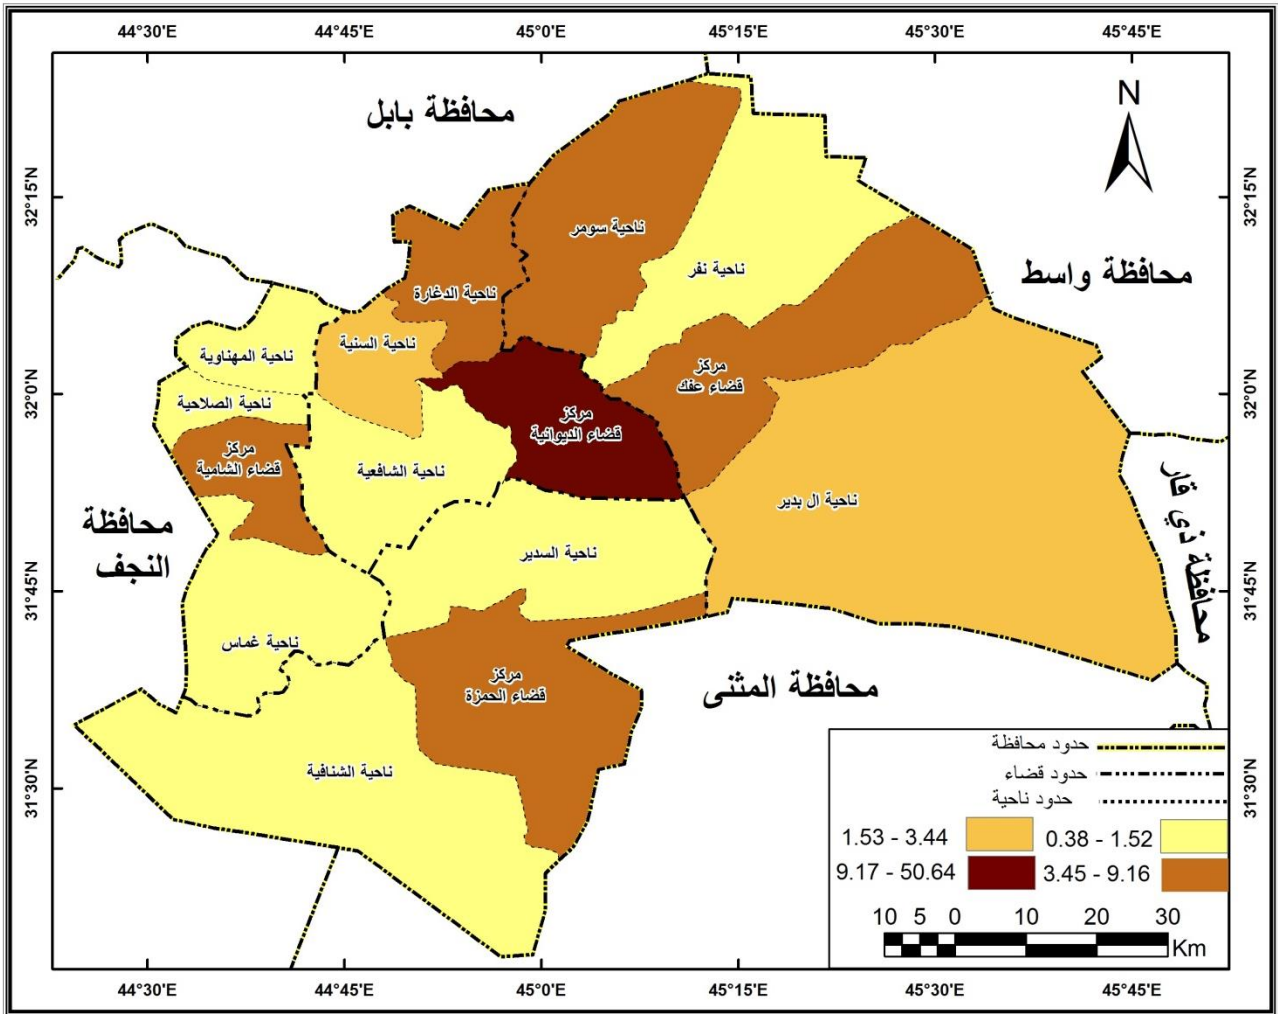 44°30'E 44°45'E 45°0'E 45°15'E 45°30'E 45°45'E
N
محافظة بابل
32°15'N 32°15'N
ناحية سومر
محافظة واسط
ناحية نفر
ناحية الدغارة
ناحية السنية
ناحية المهناوية
مركز
قضاء عفك
32°0'N 32°0'N
ناحية الصلاحية
مركز
قضاء الديوانية
مركز
قضاء الشامية
ناحية الشافعية
ناحية ال بدير
محافظة ذي قار
محافظة
النجف
ناحية السدير
31°45'N 31°45'N
ناحية غماس
مركز
قضاء الحمزة
محافظة المثنى
ناحية الشنافية
31°30'N 31°30'N
حدود محافظة
حدود قضاء
حدود ناحية
1.53 - 3.44 0.38 - 1.52
9.17 - 50.64 3.45 - 9.16
10 5 0 10 20 30
Km
44°30'E 44°45'E 45°0'E 45°15'E 45°30'E 45°45'E